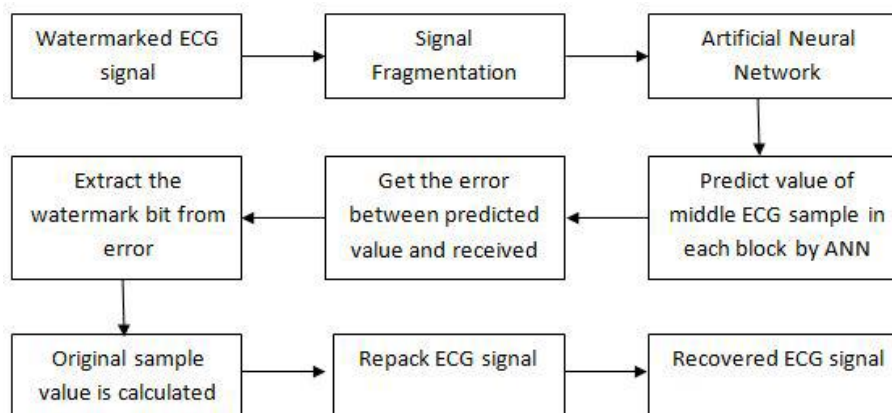 Watermarked ECG
signal
Signal
Fragmentation
Artificial Neural
Network
Predict value of
middle ECG sample in
each block by ANN
Get the error
between predicted
value and received
Extract the
watermark bit from
error
Original sample
value is calculated
Repack ECG signal
Recovered ECG signal